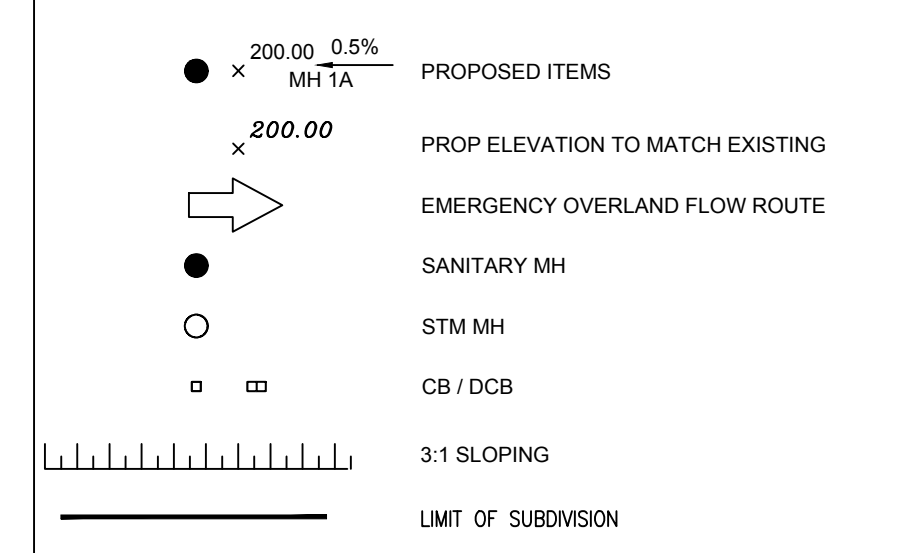 200.00 0.5%
MH 1A
PROPOSED ITEMS
200.00
PROP ELEVATION TO MATCH EXISTING
EMERGENCY OVERLAND FLOW ROUTE
SANITARY MH
STM MH
CB / DCB
3:1 SLOPING
LIMIT OF SUBDIVISION